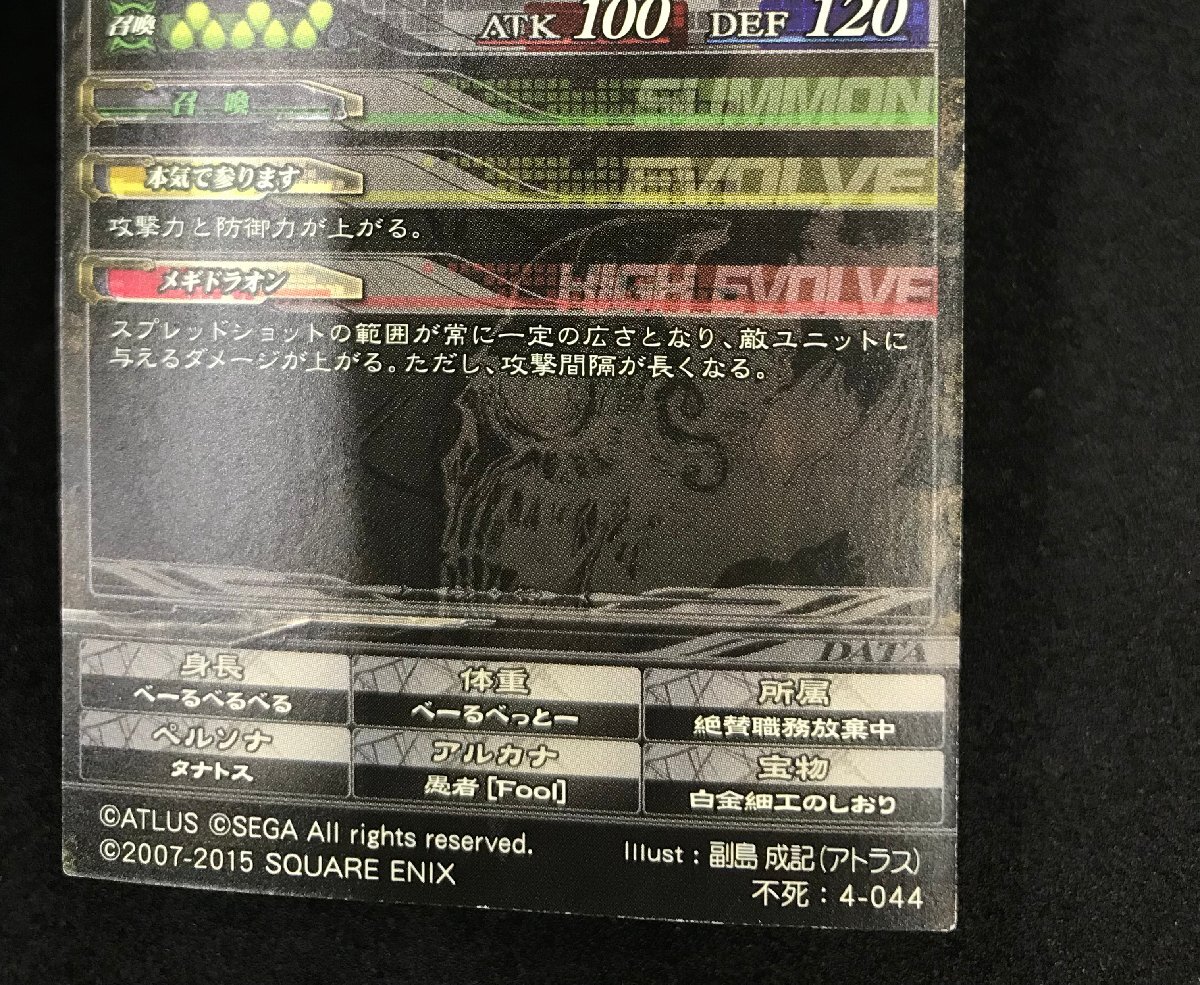 召喚
ATK 100 DEF 120
召喚 SUMMON
本気で参ります EVOLVE
攻撃力と防御力が上がる。
メギドラオン HIGH EVOLVE
スプレッドショットの範囲が常に一定の広さとなり、敵ユニットに
与えるダメージが上がる。ただし、攻撃間隔が長くなる。
DATA
身長 体重 所属
べーるべるべる べーるべっとー 絶賛職務放棄中
ペルソナ アルカナ 宝物
タナトス 愚者[Fool] 白金細工のしおり
©ATLUS ©SEGA All rights reserved.
©2007-2015 SQUARE ENIX
Illust：副島 成記(アトラス)
不死：4-044